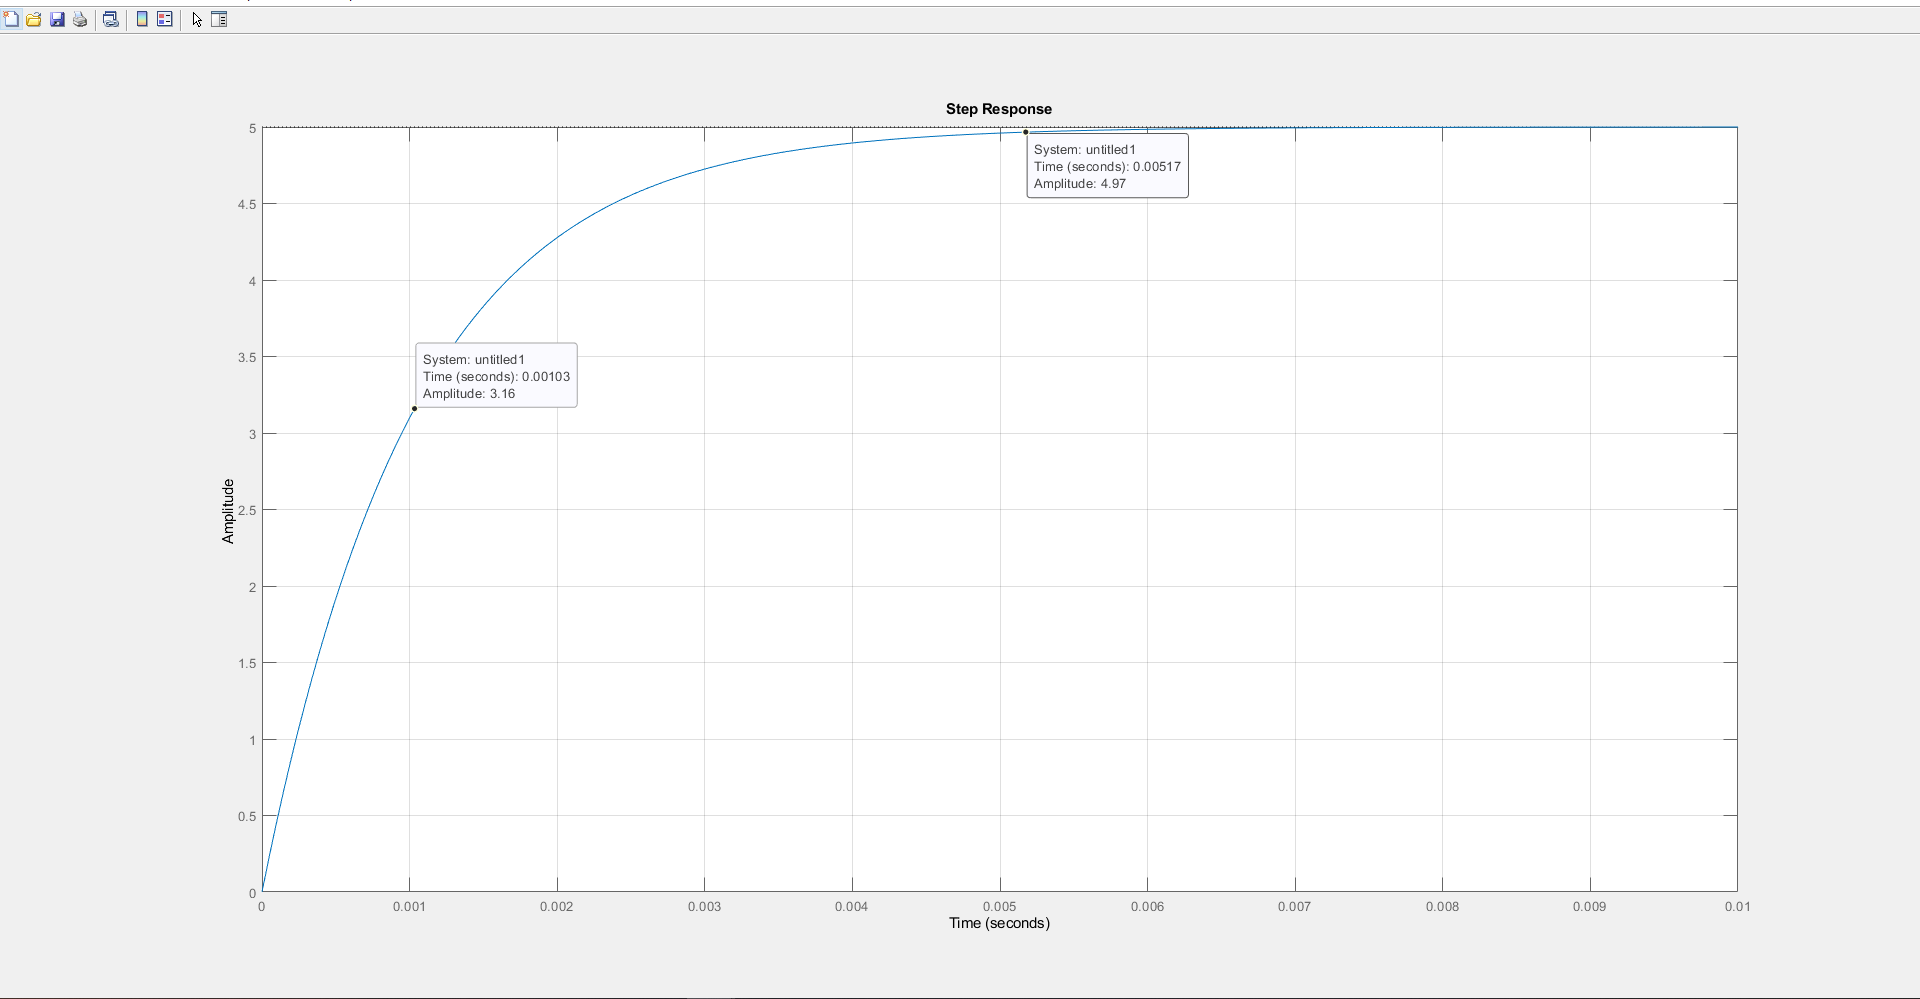 Step Response
5
System: untitled1
Time (seconds): 0.00517
Amplitude: 4.97
4.5
4
3.5
System: untitled1
Time (seconds): 0.00103
Amplitude: 3.16
3
Amplitude
2.5
2
1.5
1
0.5
0
0 0.001 0.002 0.003 0.004 0.005 0.006 0.007 0.008 0.009 0.01
Time (seconds)